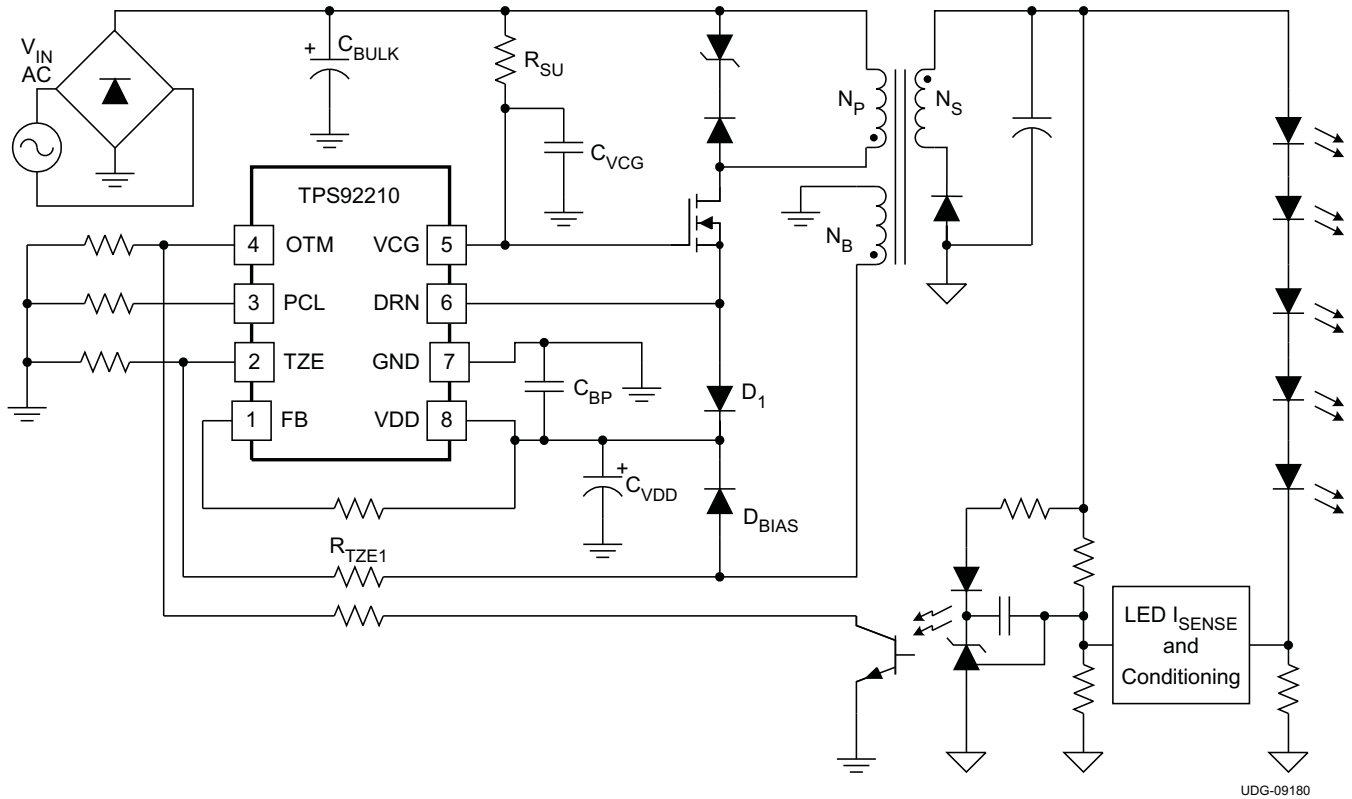 V_IN
AC
+
C_BULK
R_SU
C_VCG
N_P
N_S
N_B
TPS92210
4 OTM VCG 5
3 PCL DRN 6
2 TZE GND 7
1 FB VDD 8
C_BP
D_1
+
C_VDD
D_BIAS
R_TZE1
LED I_SENSE
and
Conditioning
UDG-09180